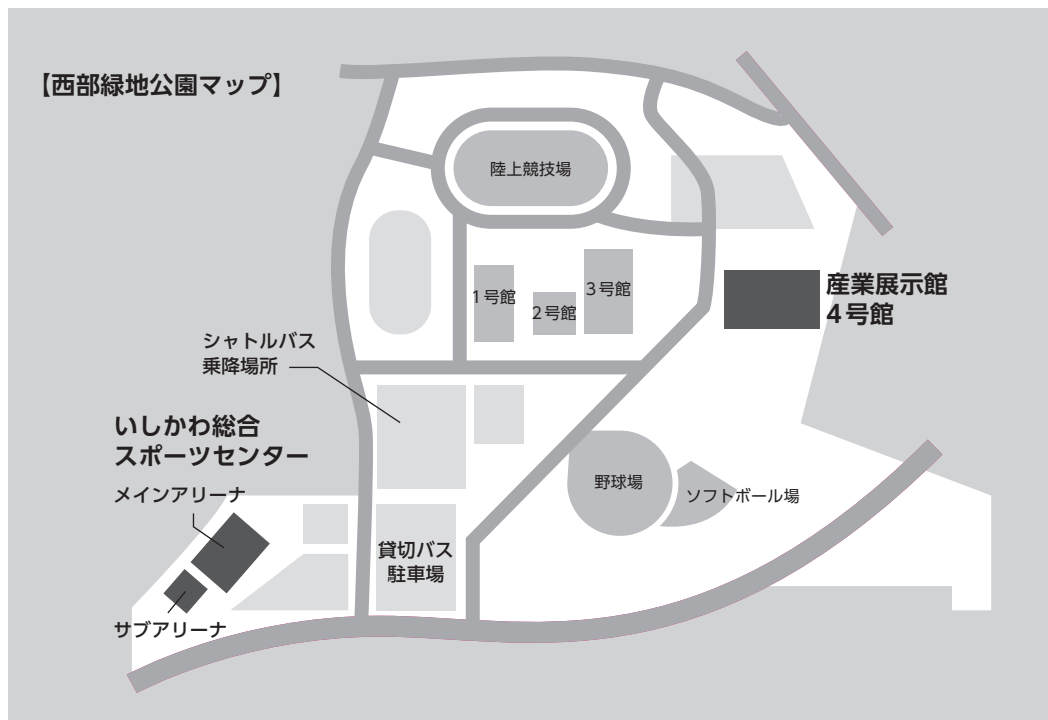 【西部緑地公園マップ】
陸上競技場
1号館
2号館
3号館
産業展示館
4号館
シャトルバス
乗降場所
いしかわ総合
スポーツセンター
メインアリーナ
野球場
ソフトボール場
貸切バス
駐車場
サブアリーナ